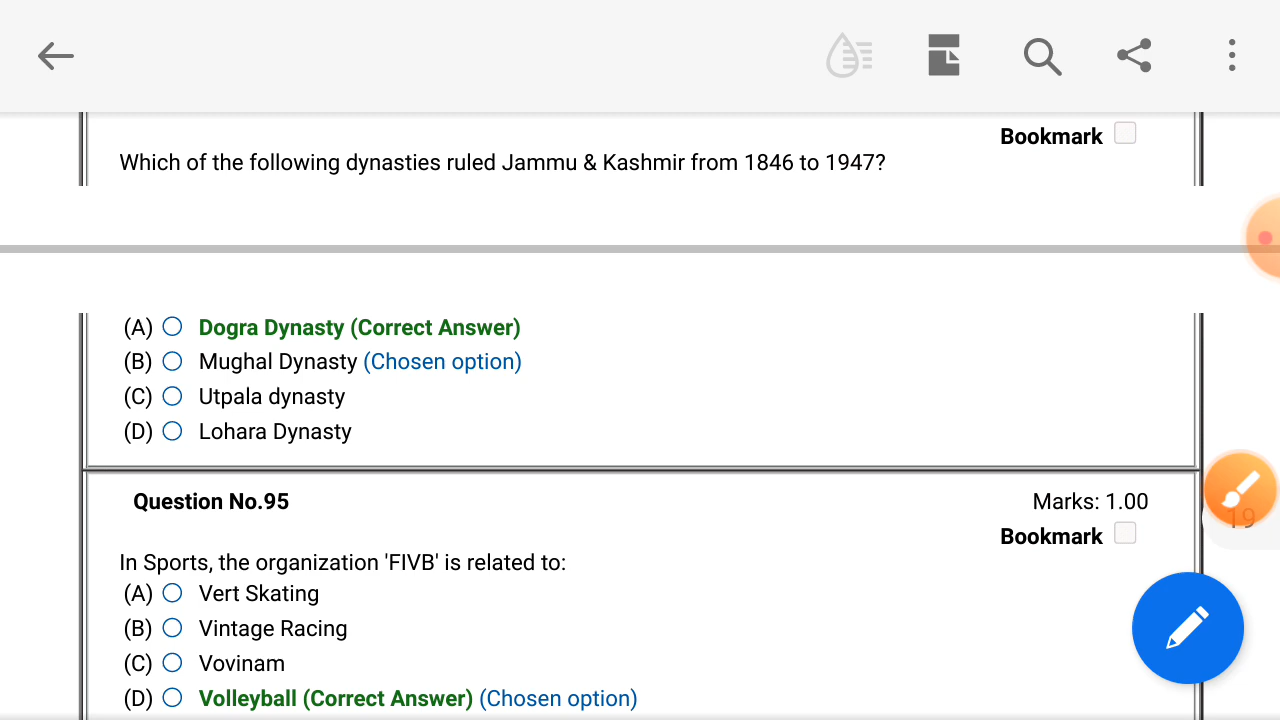 Bookmark
Which of the following dynasties ruled Jammu & Kashmir from 1846 to 1947?
(A) Dogra Dynasty (Correct Answer)
(B) Mughal Dynasty (Chosen option)
(C) Utpala dynasty
(D) Lohara Dynasty
Question No.95 Marks: 1.00
19
Bookmark
In Sports, the organization 'FIVB' is related to:
(A) Vert Skating
(B) Vintage Racing
(C) Vovinam
(D) Volleyball (Correct Answer) (Chosen option)